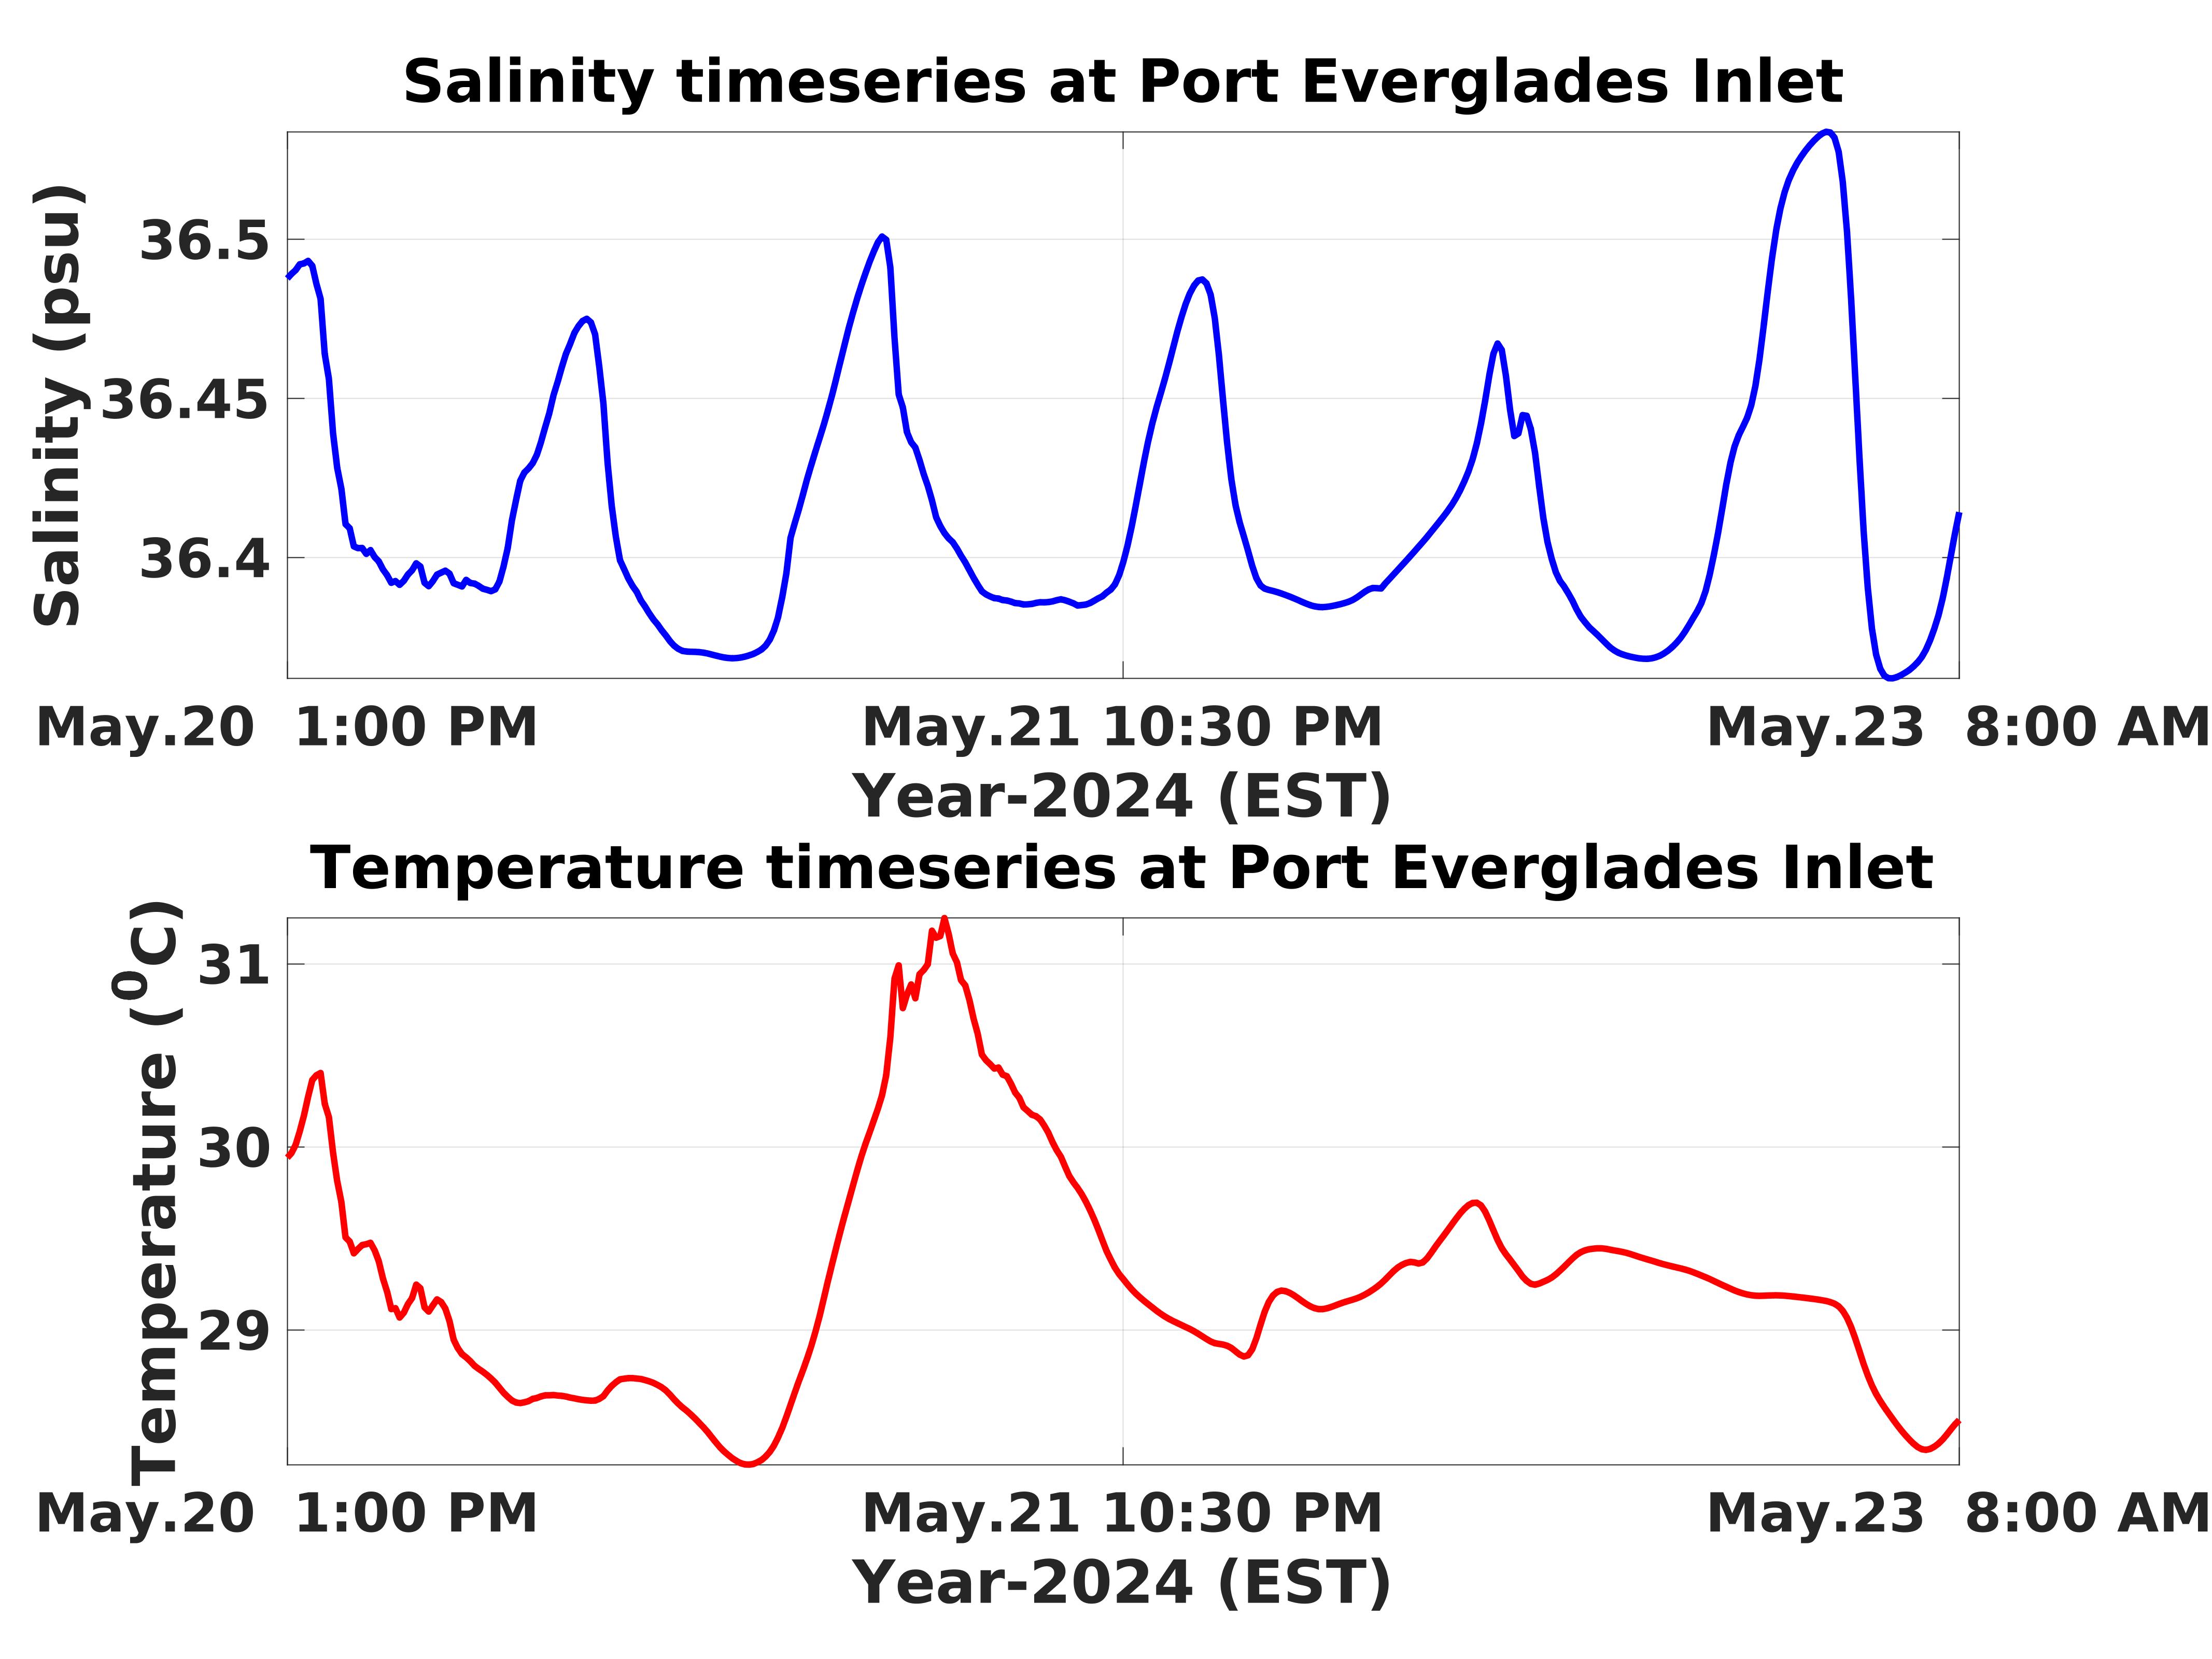 Salinity timeseries at Port Everglades Inlet
Salinity (psu)
36.5
36.45
36.4
May.20  1:00 PM
May.21 10:30 PM
May.23  8:00 AM
Year-2024 (EST)
Temperature timeseries at Port Everglades Inlet
Temperature (⁰C)
31
30
29
May.20  1:00 PM
May.21 10:30 PM
May.23  8:00 AM
Year-2024 (EST)